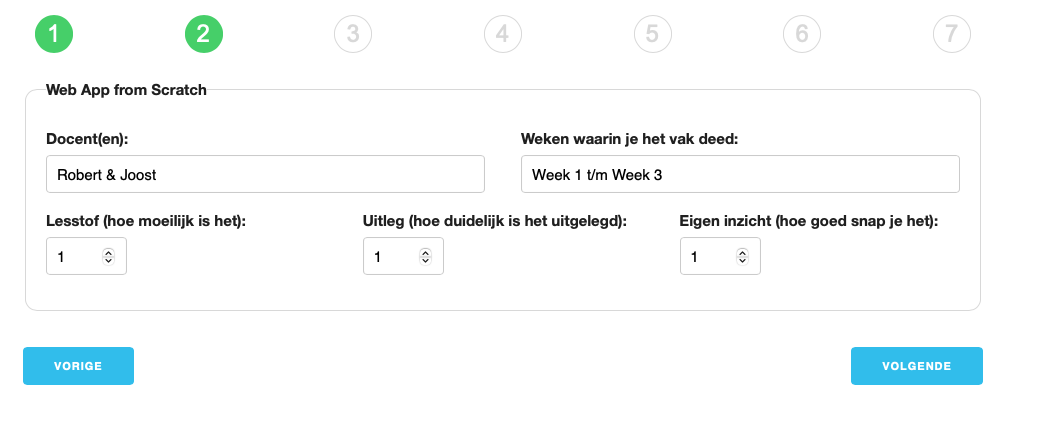 1 2 3 4 5 6 7
Web App from Scratch
Docent(en): Weken waarin je het vak deed:
Robert & Joost Week 1 t/m Week 3
Lesstof (hoe moeilijk is het): Uitleg (hoe duidelijk is het uitgelegd): Eigen inzicht (hoe goed snap je het):
1 1 1
VORIGE VOLGENDE